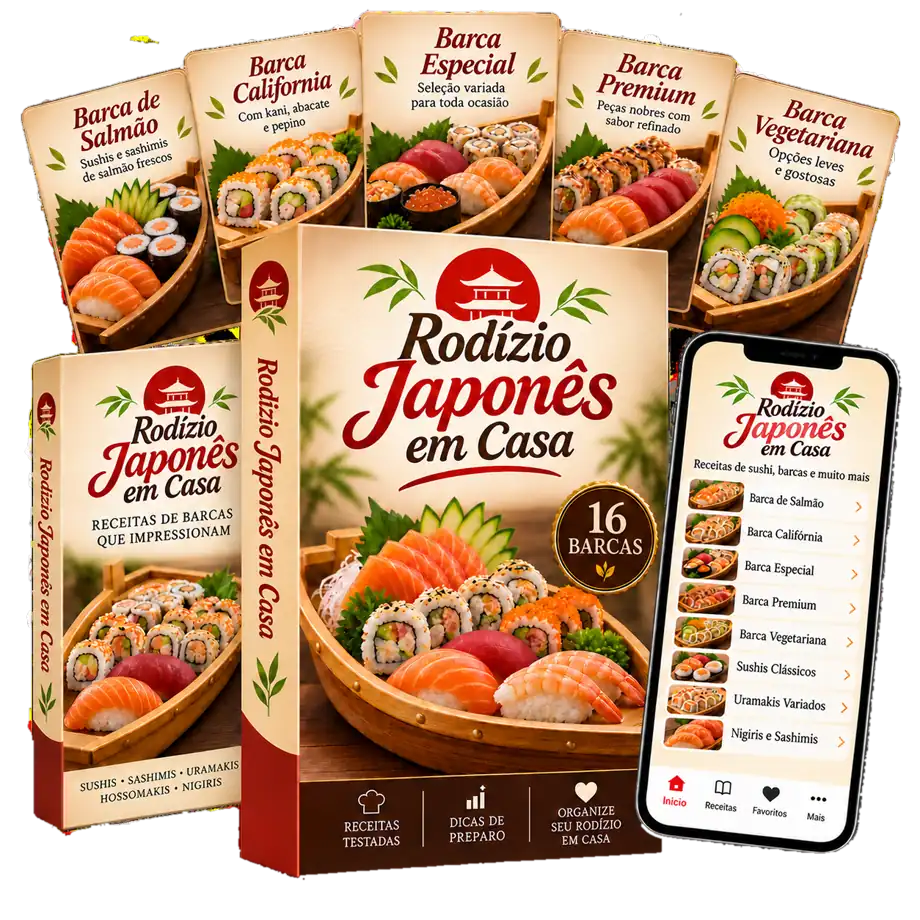 Barca de
Salmão
Sushis e sashimis
de salmão frescos
Barca
California
Com kani, abacate
e pepino
Barca
Especial
Seleção variada
para toda ocasião
Barca
Premium
Peças nobres com
sabor refinado
Barca
Vegetariana
Opções leves
e gostosas
Rodízio Japonês em Casa
Rodízio
Japonês
em Casa
RECEITAS DE BARCAS
QUE IMPRESSIONAM
SUSHIS • SASHIMIS • URAMAKIS
HOSSOMAKIS • NIGIRIS
Rodizio Japonês em Casa
Rodízio
Japonês
em Casa
16
BARCAS
RECEITAS
TESTADAS
DICAS DE
PREPARO
ORGANIZE
SEU RODÍZIO
EM CASA
Rodízio
Japonês
em Casa
Receitas de sushi, barcas e muito mais
Barca de Salmão
Barca Califórnia
Barca Especial
Barca Premium
Barca Vegetariana
Sushis Clássicos
Uramakis Variados
Nigiris e Sashimis
Início
Receitas
Favoritos
Mais